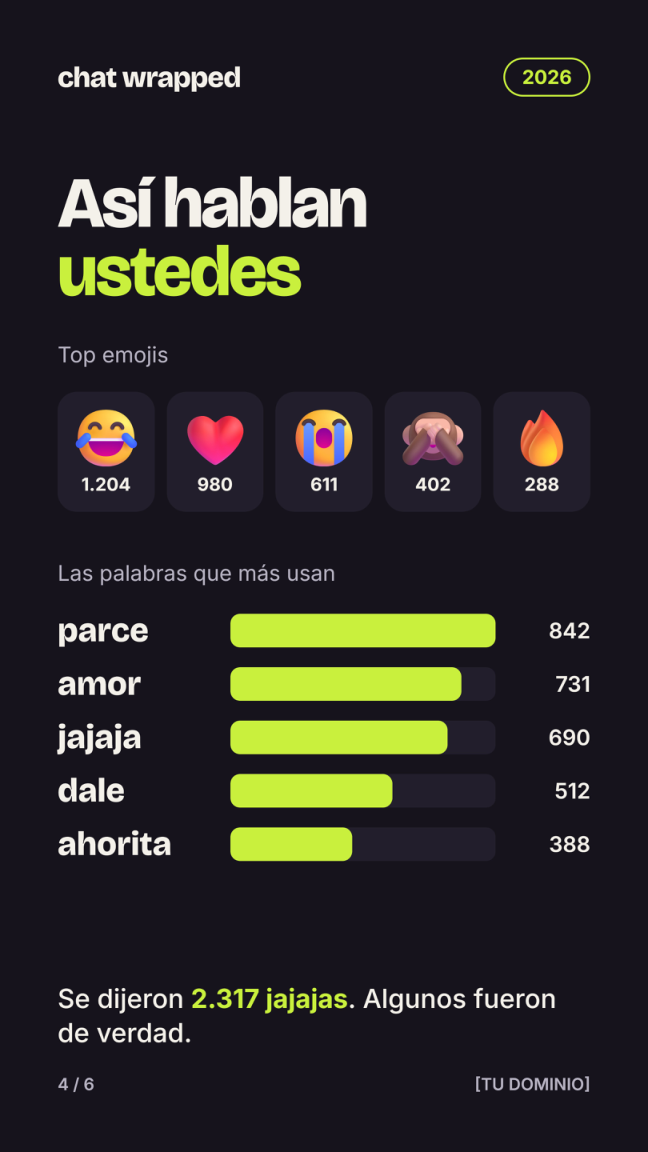 chat wrapped
2026
Así hablan
ustedes
Top emojis
1.204
980
611
402
288
Las palabras que más usan
parce 842
amor 731
jajaja 690
dale 512
ahorita 388
Se dijeron 2.317 jajajas. Algunos fueron
de verdad.
4 / 6
[TU DOMINIO]